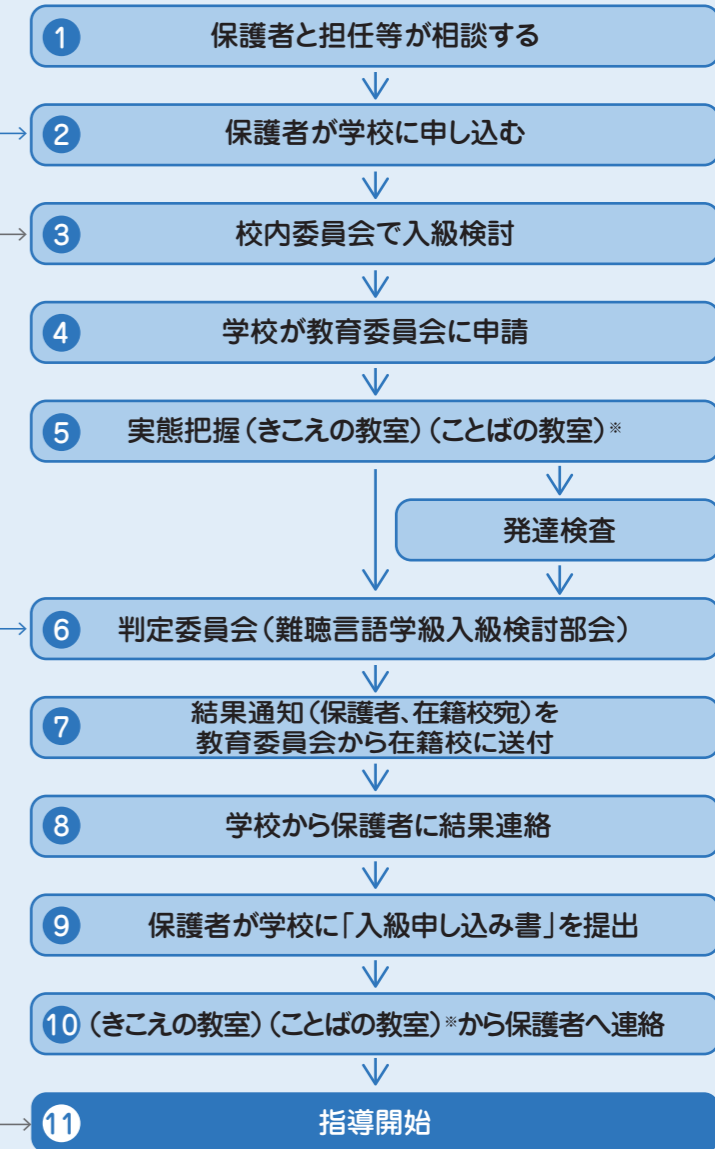 1 保護者と担任等が相談する
2 保護者が学校に申し込む
3 校内委員会で入級検討
4 学校が教育委員会に申請
5 実態把握(きこえの教室)(ことばの教室)※
発達検査
6 判定委員会(難聴言語学級入級検討部会)
7 結果通知(保護者、在籍校宛)を
教育委員会から在籍校に送付
8 学校から保護者に結果連絡
9 保護者が学校に「入級申し込み書」を提出
10 (きこえの教室)(ことばの教室)※から保護者へ連絡
11 指導開始